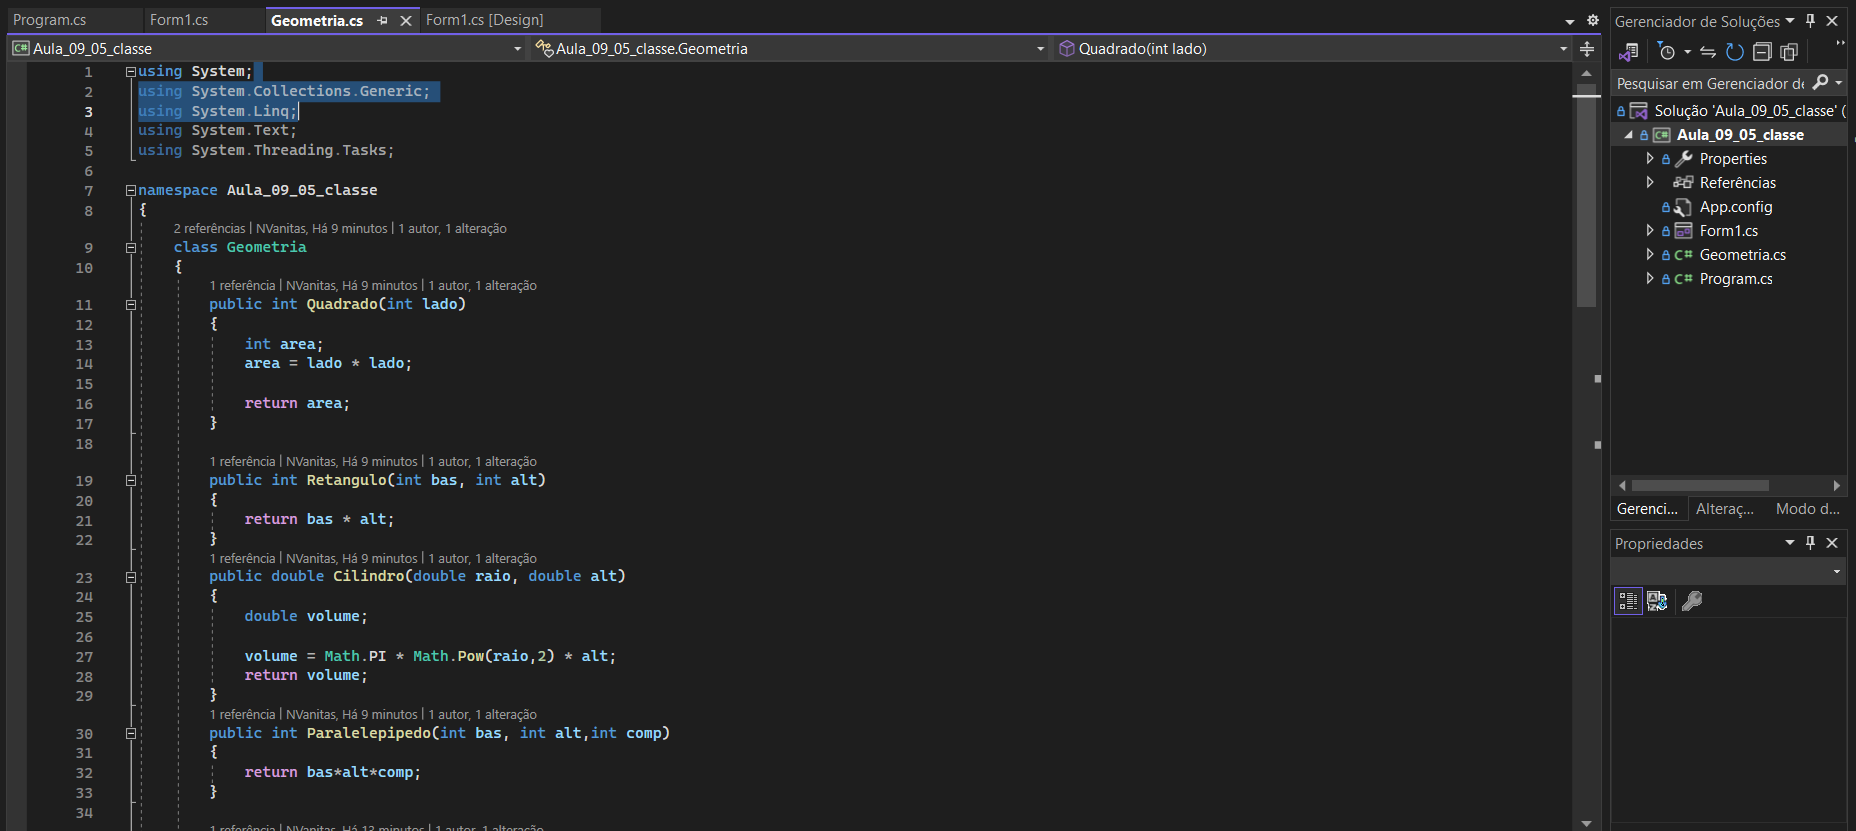 Program.cs Form1.cs Geometria.cs Form1.cs [Design]
Aula_09_05_classe Aula_09_05_classe.Geometria Quadrado(int lado)
1 using System;
2 using System.Collections.Generic;
3 using System.Linq;
4 using System.Text;
5 using System.Threading.Tasks;
6
7 namespace Aula_09_05_classe
8 {
2 referências | NVanitas, Há 9 minutos | 1 autor, 1 alteração
9 class Geometria
10 {
1 referência | NVanitas, Há 9 minutos | 1 autor, 1 alteração
11 public int Quadrado(int lado)
12 {
13 int area;
14 area = lado * lado;
15
16 return area;
17 }
18
1 referência | NVanitas, Há 9 minutos | 1 autor, 1 alteração
19 public int Retangulo(int bas, int alt)
20 {
21 return bas * alt;
22 }
1 referência | NVanitas, Há 9 minutos | 1 autor, 1 alteração
23 public double Cilindro(double raio, double alt)
24 {
25 double volume;
26
27 volume = Math.PI * Math.Pow(raio,2) * alt;
28 return volume;
29 }
1 referência | NVanitas, Há 9 minutos | 1 autor, 1 alteração
30 public int Paralelepipedo(int bas, int alt,int comp)
31 {
32 return bas*alt*comp;
33 }
34
1 referência | NVanitas, Há 13 minutos | 1 autor, 1 alteração
Gerenciador de Soluções
Pesquisar em Gerenciador de
Solução 'Aula_09_05_classe' (
C# Aula_09_05_classe
Properties
Referências
App.config
Form1.cs
C# Geometria.cs
C# Program.cs
Gerenci... Alteraç... Modo d...
Propriedades